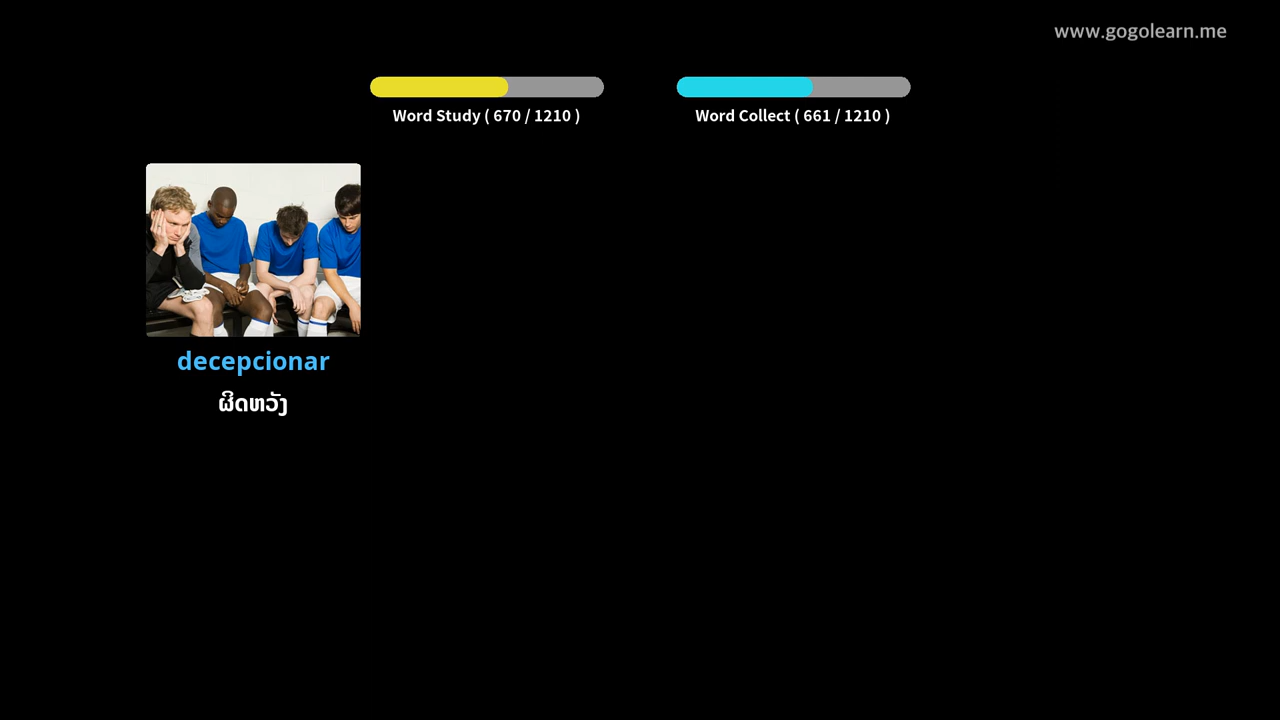 www.gogolearn.me
Word Study ( 670 / 1210 )
Word Collect ( 661 / 1210 )
decepcionar
ຜິດຫວັງ